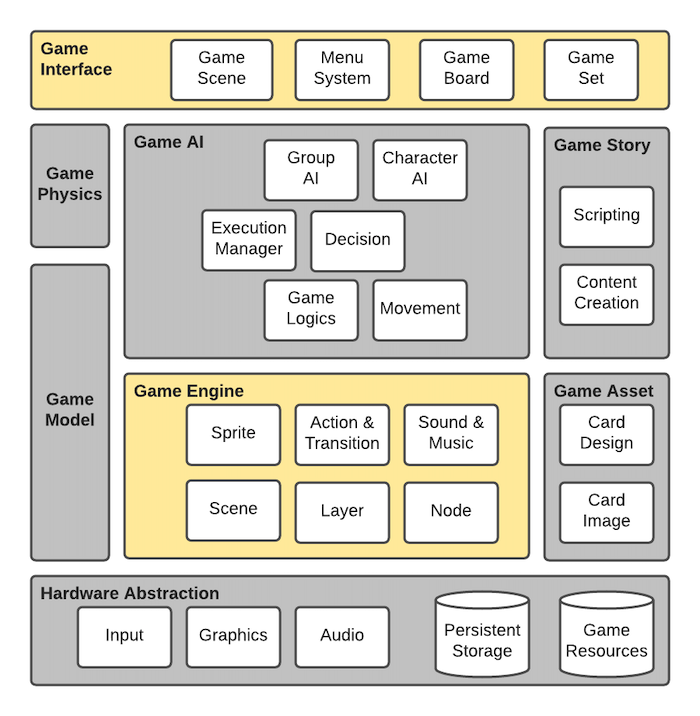 Game
Interface
Game
Scene
Menu
System
Game
Board
Game
Set
Game
Physics
Game AI
Group
AI
Character
AI
Execution
Manager
Decision
Game
Logics
Movement
Game Story
Scripting
Content
Creation
Game
Model
Game Engine
Sprite
Action &
Transition
Sound &
Music
Scene
Layer
Node
Game Asset
Card
Design
Card
Image
Hardware Abstraction
Input
Graphics
Audio
Persistent
Storage
Game
Resources